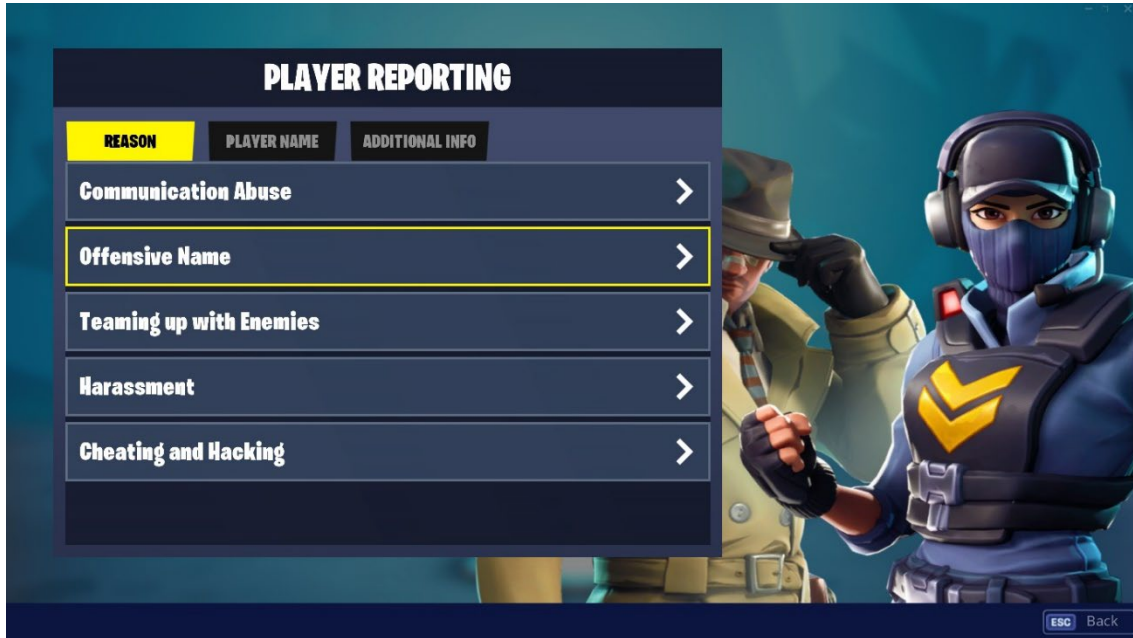 PLAYER REPORTING
REASON PLAYER NAME ADDITIONAL INFO
Communication Abuse
Offensive Name
Teaming up with Enemies
Harassment
Cheating and Hacking
ESC Back